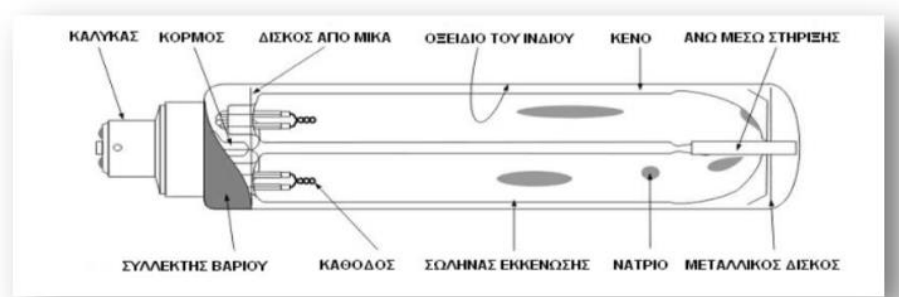 ΚΑΛΥΚΑΣ ΚΟΡΜΟΣ ΔΙΣΚΟΣ ΑΠΟ ΜΙΚΑ ΟΞΕΙΔΙΟ ΤΟΥ ΙΝΔΙΟΥ ΚΕΝΟ ΑΝΩ ΜΕΣΩ ΣΤΗΡΙΞΗΣ
ΣΥΛΛΕΚΤΗΣ ΒΑΡΙΟΥ ΚΑΘΟΔΟΣ ΣΩΛΗΝΑΣ ΕΚΚΕΝΩΣΗΣ ΝΑΤΡΙΟ ΜΕΤΑΛΛΙΚΟΣ ΔΙΣΚΟΣ